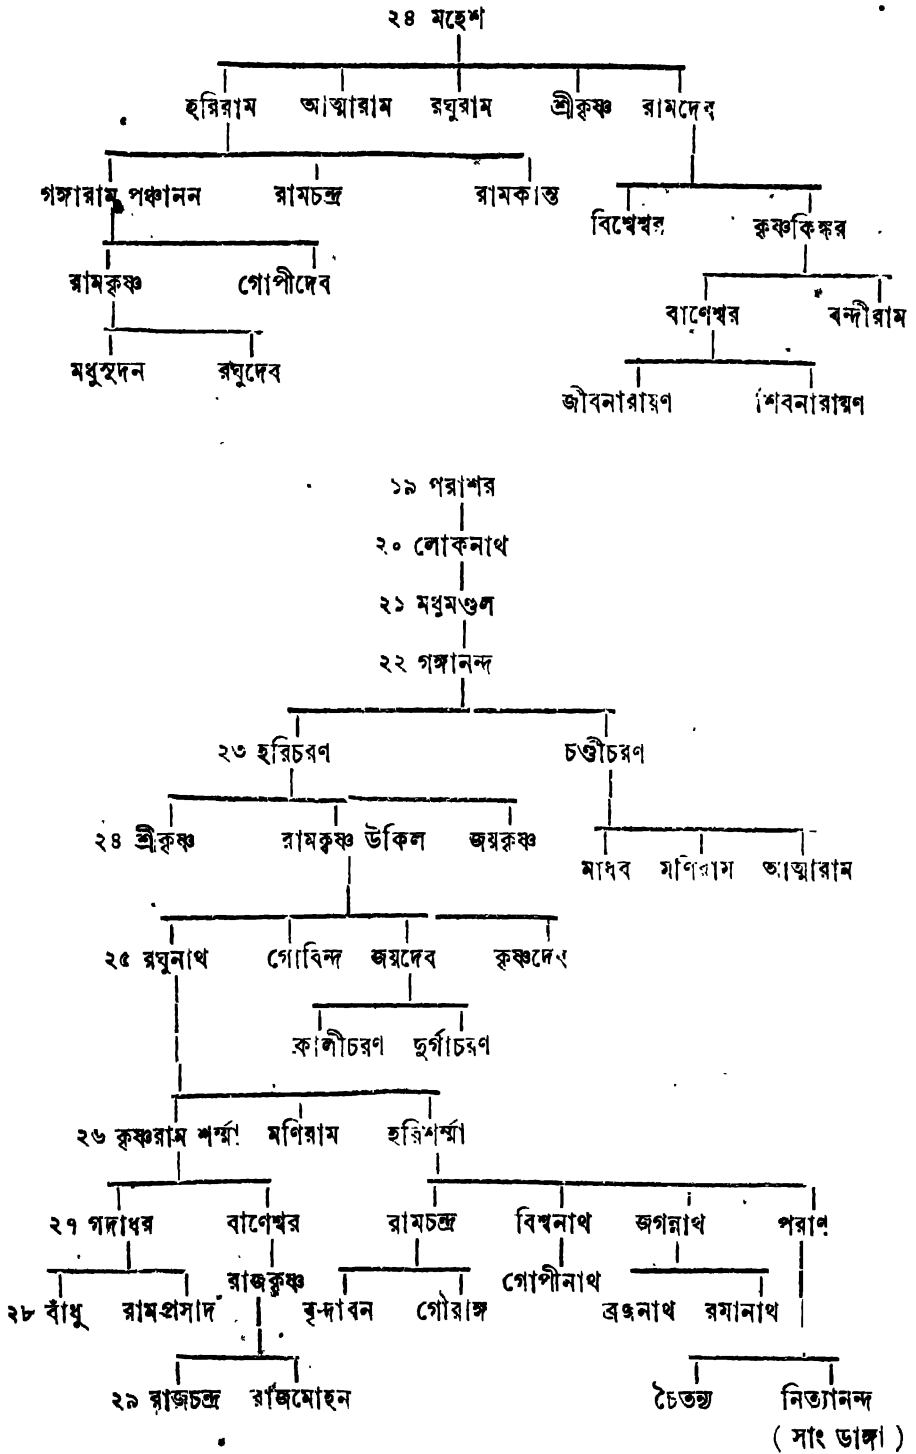 ২৪ মহেশ
হরিরাম আত্মারাম রঘুরাম শ্রীকৃষ্ণ রামদেব
গঙ্গারাম পঞ্চানন রামচন্দ্র রামকান্ত
বিশ্বেশ্বর কৃষ্ণকিঙ্কর
রামকৃষ্ণ গোপীদেব
বাণেশ্বর বন্দীরাম
মধুসূদন রঘুদেব
জীবনারায়ণ শিবনারায়ণ
১৯ পরাশর
২০ লোকনাথ
২১ মধুমণ্ডল
২২ গঙ্গানন্দ
২৩ হরিচরণ চণ্ডীচরণ
২৪ শ্রীকৃষ্ণ রামকৃষ্ণ উকিল জয়কৃষ্ণ
মাধব মণিরাম আত্মারাম
২৫ রঘুনাথ গোবিন্দ জয়দেব কৃষ্ণদেব
কালীচরণ দুর্গাচরণ
২৬ কৃষ্ণরাম শর্ম্মা মণিরাম হরিশর্ম্মা
২৭ গদাধর বাণেশ্বর রামচন্দ্র বিশ্বনাথ জগন্নাথ পরাণ
রাজকৃষ্ণ গোপীনাথ
২৮ বাঁধু রামপ্রসাদ বৃন্দাবন গৌরাঙ্গ ব্রজনাথ রমানাথ
২৯ রাজচন্দ্র রাজমোহন চৈতন্য নিত্যানন্দ
( সাং ডাঙ্গা )